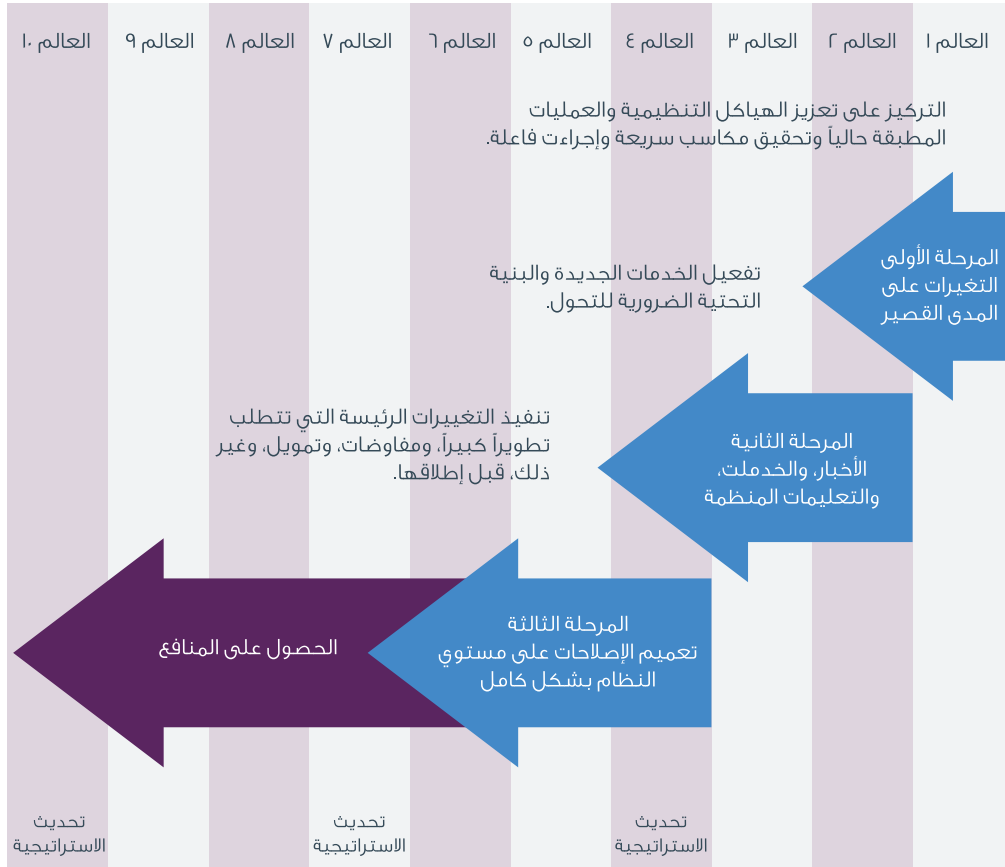 العالم ١ العالم ٢ العالم ٣ العالم ٤ العالم ٥ العالم ٦ العالم ٧ العالم ٨ العالم ٩ العالم ١٠
التركيز على تعزيز الهياكل التنظيمية والعمليات
المطبقة حالياً وتحقيق مكاسب سريعة وإجراءت فاعلة.
المرحلة الأولى
التغيرات على
المدى القصير
تفعيل الخدمات الجديدة والبنية
التحتية الضرورية للتحول.
المرحلة الثانية
الأخبار، والخدملت،
والتعليمات المنظمة
تنفيذ التغييرات الرئيسة التي تتطلب
تطويراً كبيراً، ومفاوضات، وتمويل، وغير
ذلك، قبل إطلاقها.
المرحلة الثالثة
تعميم الإصلاحات على مستوي
النظام بشكل كامل
الحصول على المنافع
تحديث
الاستراتيجية
تحديث
الاستراتيجية
تحديث
الاستراتيجية